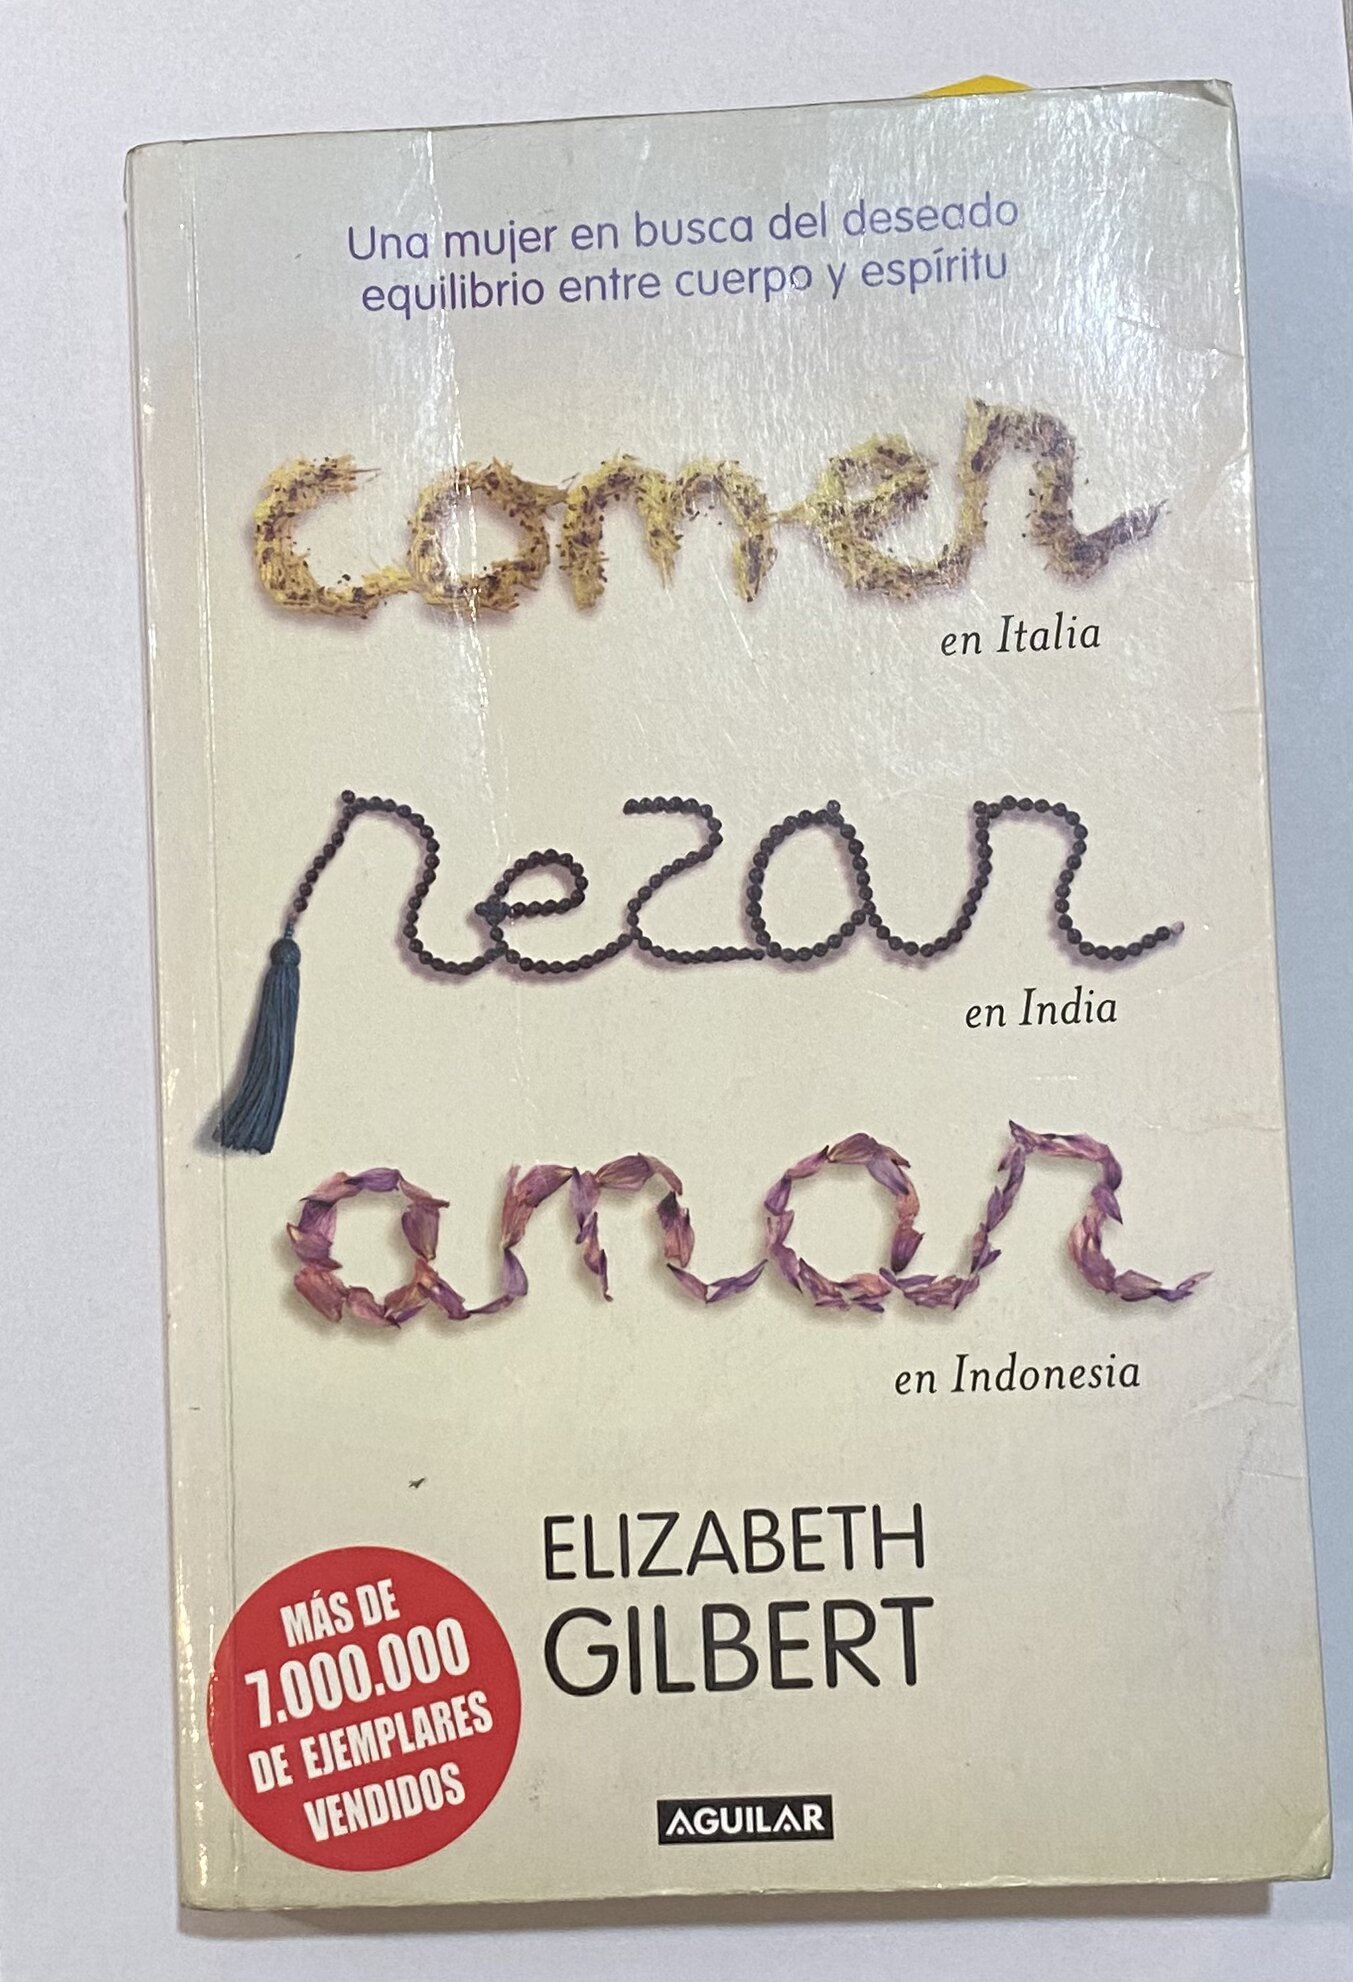 Una mujer en busca del deseado
equilibrio entre cuerpo y espíritu
comer
en Italia
rezar
en India
amar
en Indonesia
ELIZABETH
GILBERT
MÁS DE
7.000.000
DE EJEMPLARES
VENDIDOS
AGUILAR